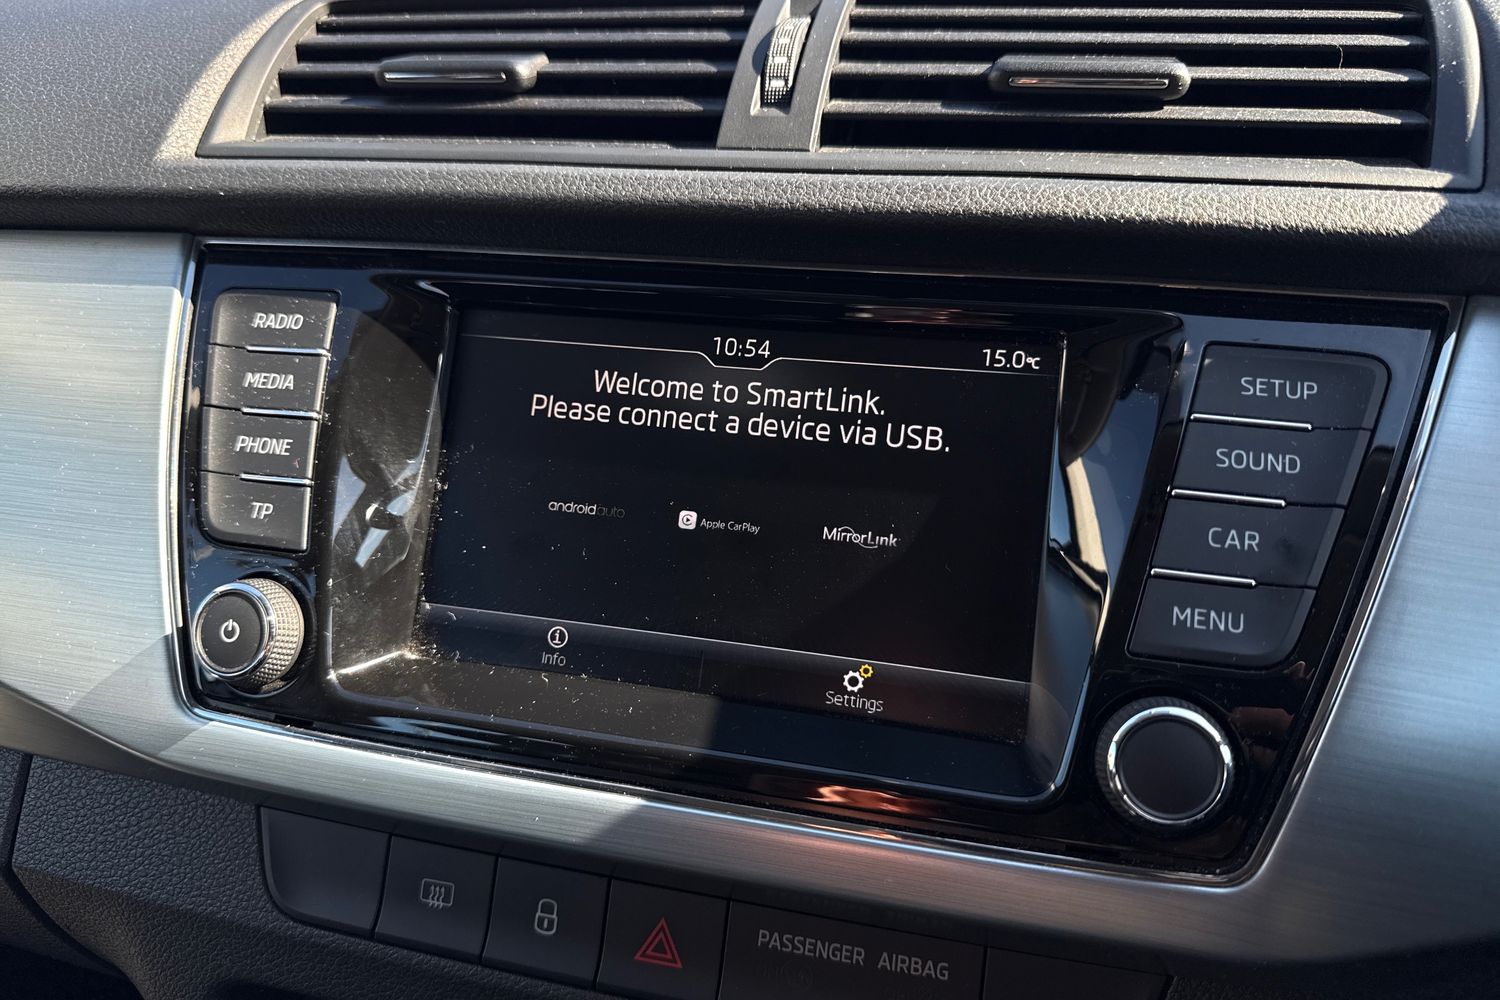 RADIO
MEDIA
PHONE
TP
10:54
15.0°C
Welcome to SmartLink.
Please connect a device via USB.
androidauto
Apple CarPlay
MirrorLink
Info
Settings
SETUP
SOUND
CAR
MENU
PASSENGER AIRBAG